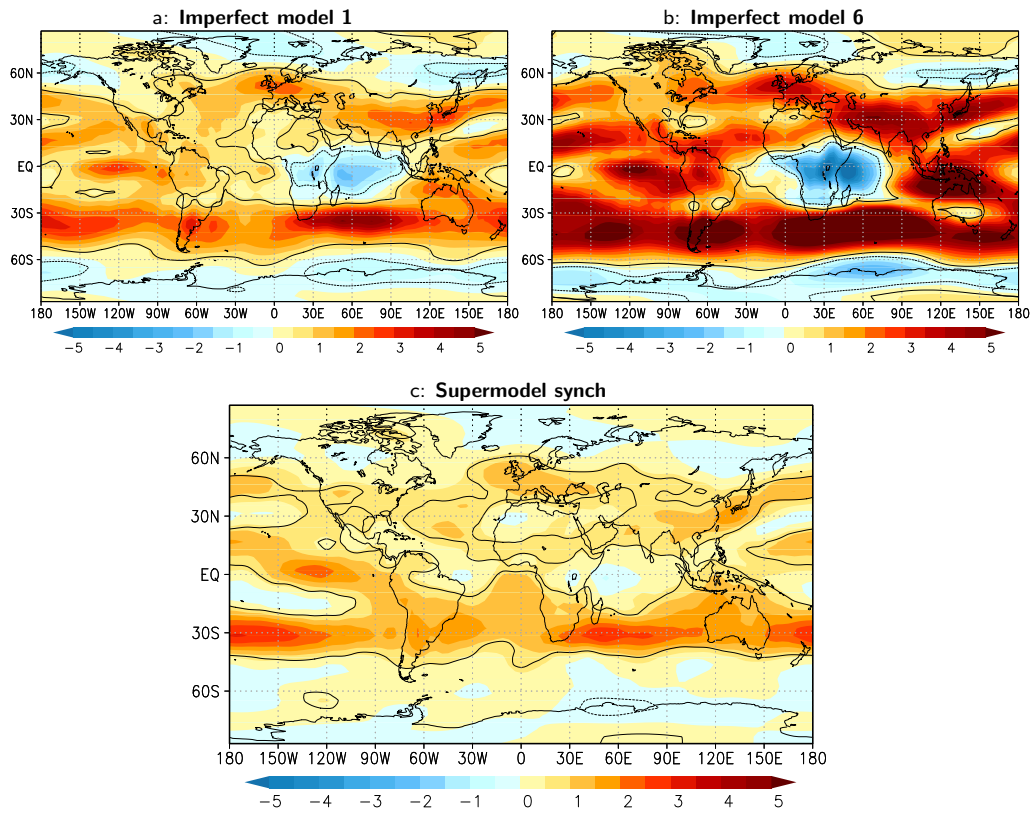 a: Imperfect model 1
60N
30N
EQ
30S
60S
180 150W 120W 90W 60W 30W 0 30E 60E 90E 120E 150E 180
−5 −4 −3 −2 −1 0 1 2 3 4 5
b: Imperfect model 6
60N
30N
EQ
30S
60S
180 150W 120W 90W 60W 30W 0 30E 60E 90E 120E 150E 180
−5 −4 −3 −2 −1 0 1 2 3 4 5
c: Supermodel synch
60N
30N
EQ
30S
60S
180 150W 120W 90W 60W 30W 0 30E 60E 90E 120E 150E 180
−5 −4 −3 −2 −1 0 1 2 3 4 5